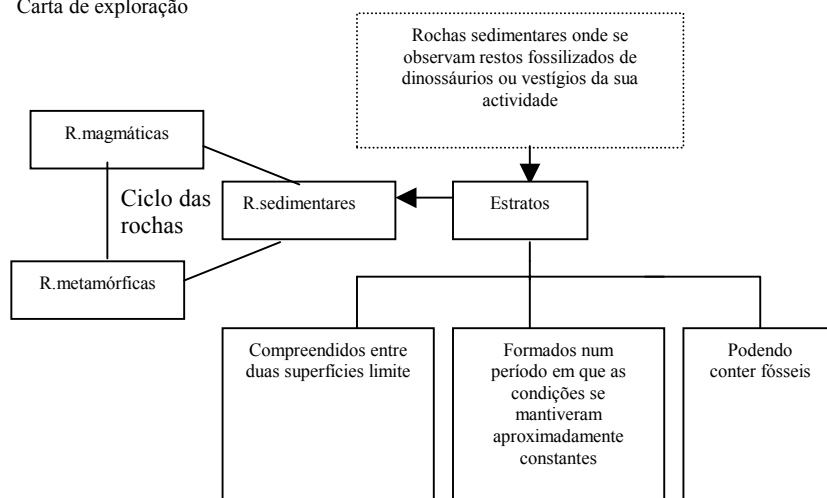 Carta de exploração
Rochas sedimentares onde se
observam restos fossilizados de
dinossáurios ou vestígios da sua
actividade
R.magmáticas
Ciclo das
rochas
R.sedimentares
Estratos
R.metamórficas
Compreendidos entre
duas superfícies limite
Formados num
período em que as
condições se
mantiveram
aproximadamente
constantes
Podendo
conter fósseis